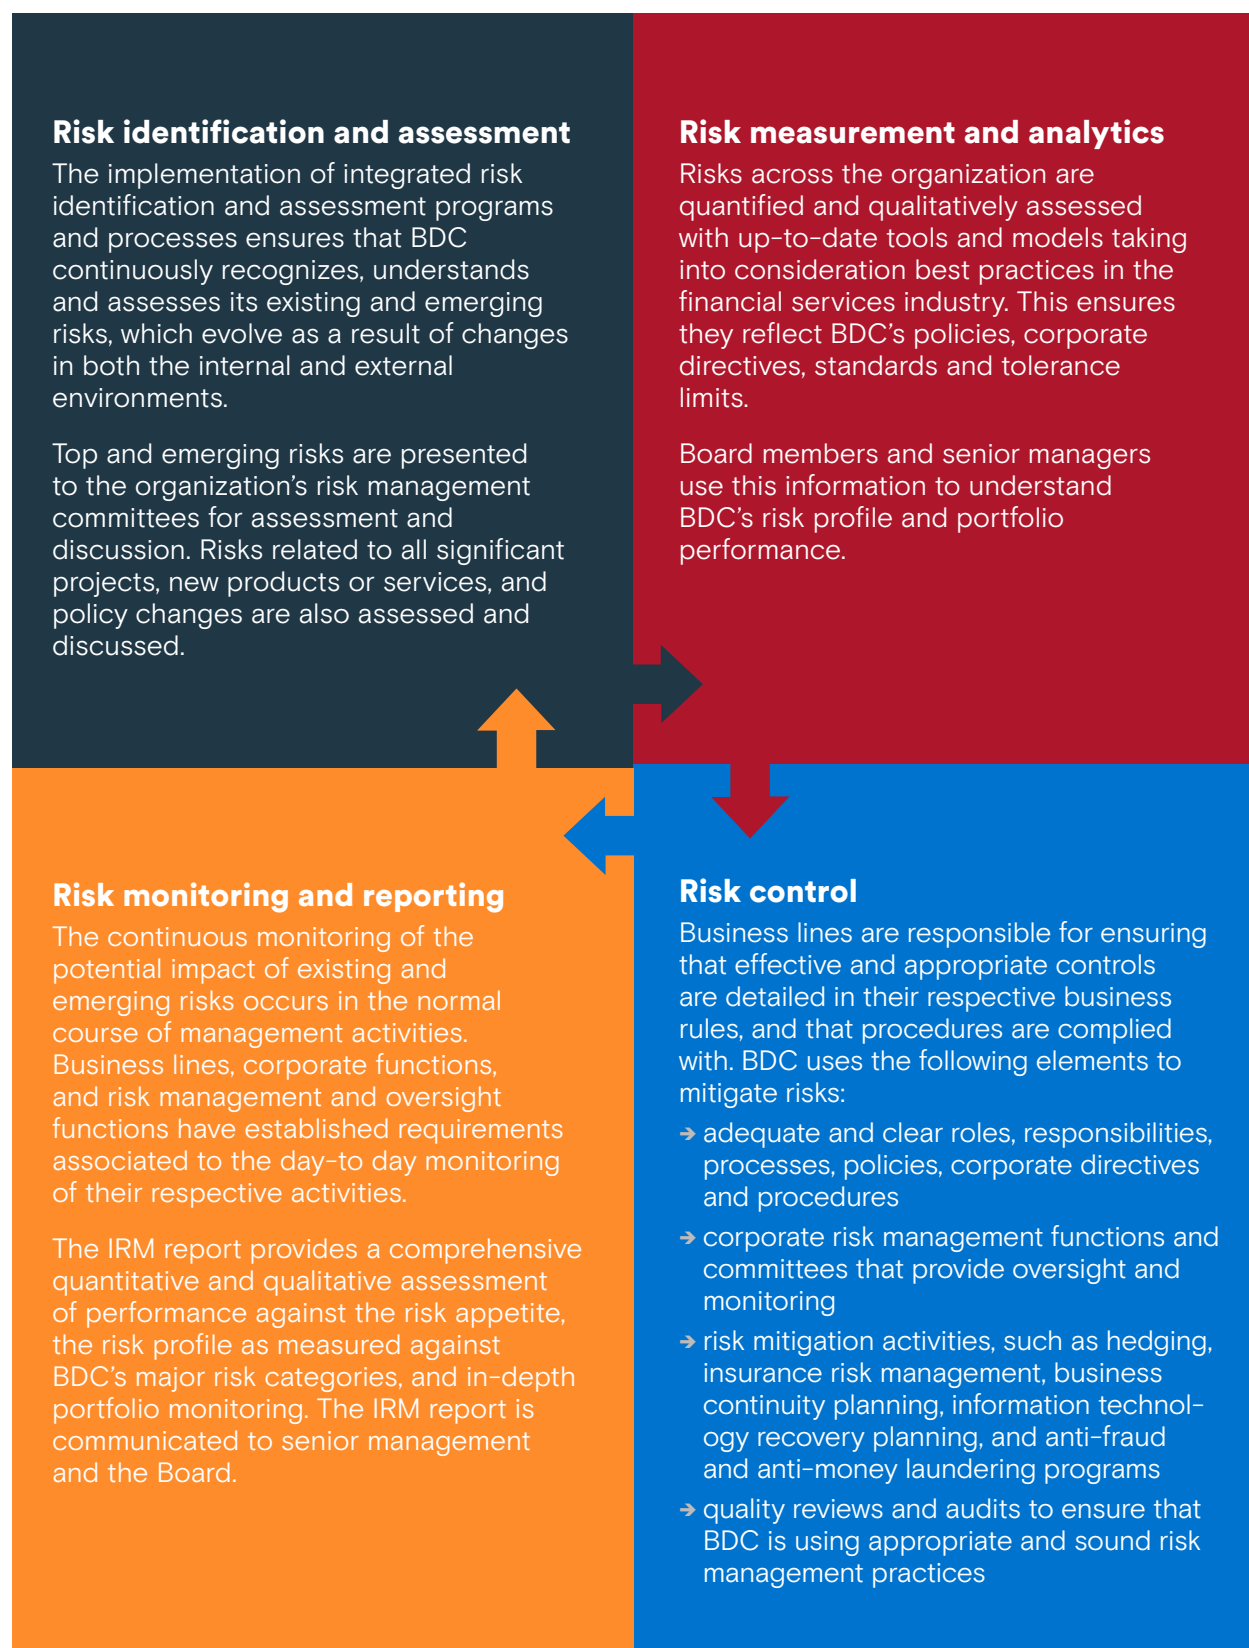 Risk identification and assessment
The implementation of integrated risk
identification and assessment programs
and processes ensures that BDC
continuously recognizes, understands
and assesses its existing and emerging
risks, which evolve as a result of changes
in both the internal and external
environments.
Top and emerging risks are presented
to the organization’s risk management
committees for assessment and
discussion. Risks related to all significant
projects, new products or services, and
policy changes are also assessed and
discussed.
Risk measurement and analytics
Risks across the organization are
quantified and qualitatively assessed
with up-to-date tools and models taking
into consideration best practices in the
financial services industry. This ensures
they reflect BDC’s policies, corporate
directives, standards and tolerance
limits.
Board members and senior managers
use this information to understand
BDC’s risk profile and portfolio
performance.
Risk control
Business lines are responsible for ensuring
that effective and appropriate controls
are detailed in their respective business
rules, and that procedures are complied
with. BDC uses the following elements to
mitigate risks:
→ adequate and clear roles, responsibilities,
processes, policies, corporate directives
and procedures
→ corporate risk management functions and
committees that provide oversight and
monitoring
→ risk mitigation activities, such as hedging,
insurance risk management, business
continuity planning, information technol-
ogy recovery planning, and anti-fraud
and anti-money laundering programs
→ quality reviews and audits to ensure that
BDC is using appropriate and sound risk
management practices
Risk monitoring and reporting
The continuous monitoring of the
potential impact of existing and
emerging risks occurs in the normal
course of management activities.
Business lines, corporate functions,
and risk management and oversight
functions have established requirements
associated to the day-to day monitoring
of their respective activities.
The IRM report provides a comprehensive
quantitative and qualitative assessment
of performance against the risk appetite,
the risk profile as measured against
BDC’s major risk categories, and in-depth
portfolio monitoring. The IRM report is
communicated to senior management
and the Board.